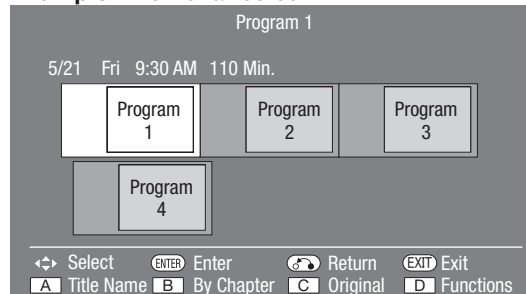 Program 1
5/21 Fri 9:30 AM 110 Min.
Program 1
Program 2
Program 3
Program 4
Select ENTER Enter Return EXIT Exit
A Title Name B By Chapter C Original D Functions